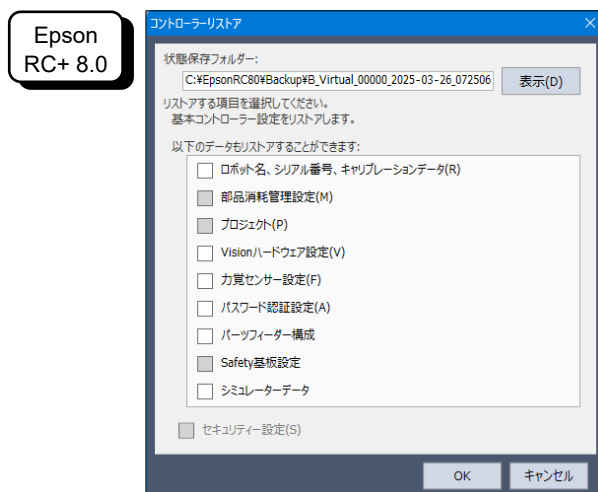 Epson
RC+ 8.0
コントローラーリストア
状態保存フォルダー:
C:¥EpsonRC80¥Backup¥B_Virtual_00000_2025-03-26_072506
表示(D)
リストアする項目を選択してください。
基本コントローラー設定をリストアします。
以下のデータもリストアすることができます:
ロボット名、シリアル番号、キャリブレーションデータ(R)
部品消耗管理設定(M)
プロジェクト(P)
Visionハードウェア設定(V)
力覚センサー設定(F)
パスワード認証設定(A)
パーツフィーダー構成
Safety基板設定
シミュレーターデータ
セキュリティー設定(S)
OK
キャンセル